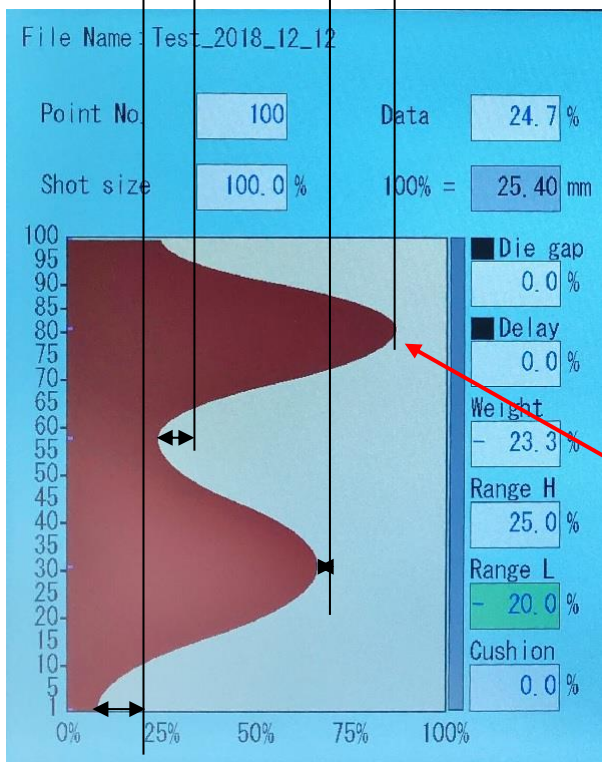 File Name:Test_2018_12_12
Point No. 100 Data 24.7 %
Shot size 100.0 % 100% = 25.40 mm
100
95
90
85
80
75
70
65
60
55
50
45
40
35
30
25
20
15
10
5
1
0% 25% 50% 75% 100%
Die gap
0.0 %
Delay
0.0 %
Weight
- 23.3 %
Range H
25.0 %
Range L
- 20.0 %
Cushion
0.0 %